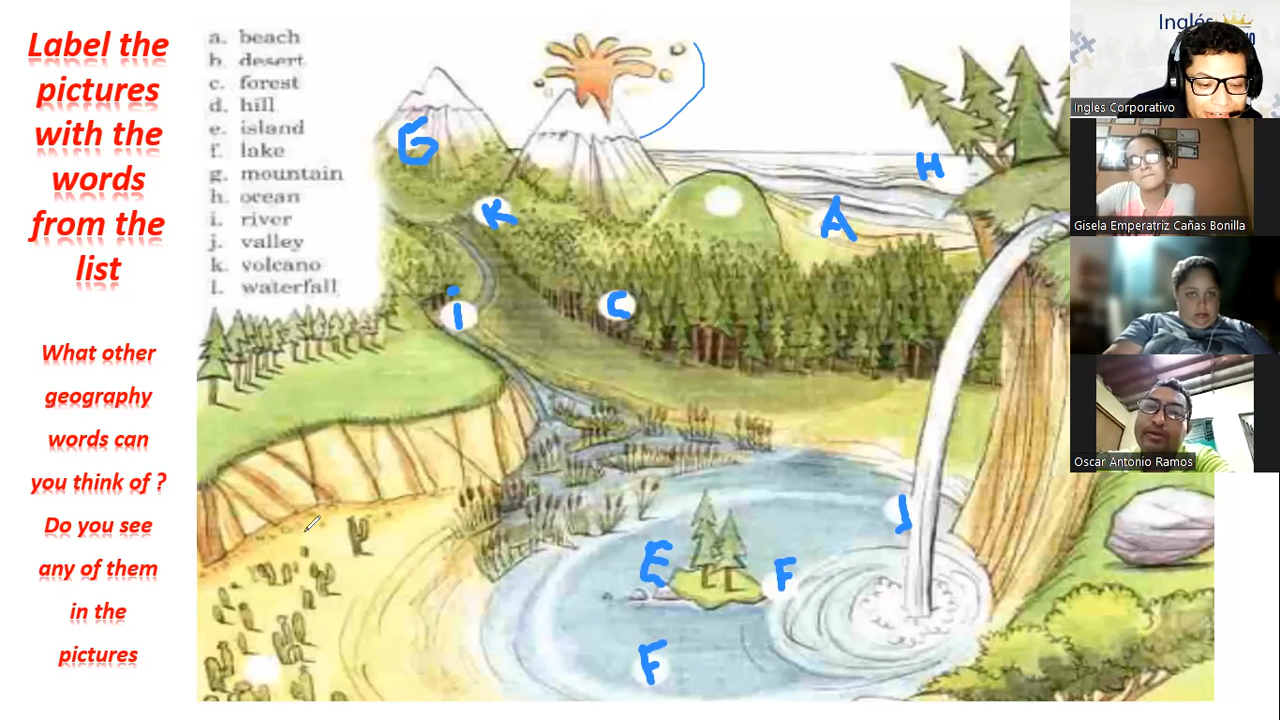 Label the
pictures
with the
words
from the
list
What other
geography
words can
you think of ?
Do you see
any of them
in the
pictures
a. beach
b. desert
c. forest
d. hill
e. island
f. lake
g. mountain
h. ocean
i. river
j. valley
k. volcano
l. waterfall
G
H
K
A
i
C
J
E
F
F
Inglés
Ingles Corporativo
Gisela Emperatriz Cañas Bonilla
Oscar Antonio Ramos